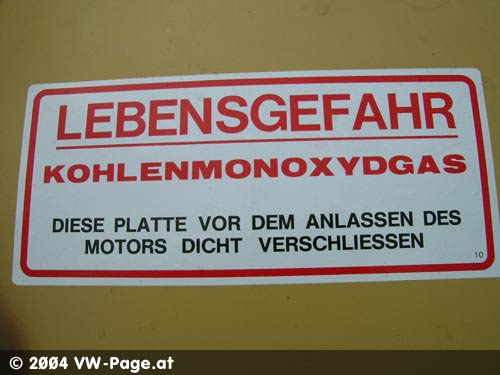 LEBENSGEFAHR
KOHLENMONOXYDGAS
DIESE PLATTE VOR DEM ANLASSEN DES
MOTORS DICHT VERSCHLIESSEN
10
© 2004 VW-Page.at